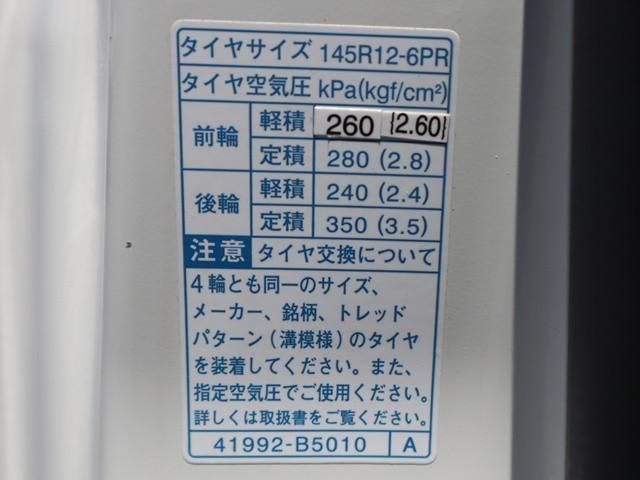 タイヤサイズ 145R12-6PR
タイヤ空気圧 kPa(kgf/cm²)
前輪 軽積 260 {2.60}
定積 280 (2.8)
後輪 軽積 240 (2.4)
定積 350 (3.5)
注意 タイヤ交換について
4輪とも同一のサイズ、
メーカー、銘柄、トレッド
パターン(溝模様)のタイヤ
を装着してください。また、
指定空気圧でご使用ください。
詳しくは取扱書をご覧ください。
41992-B5010 A